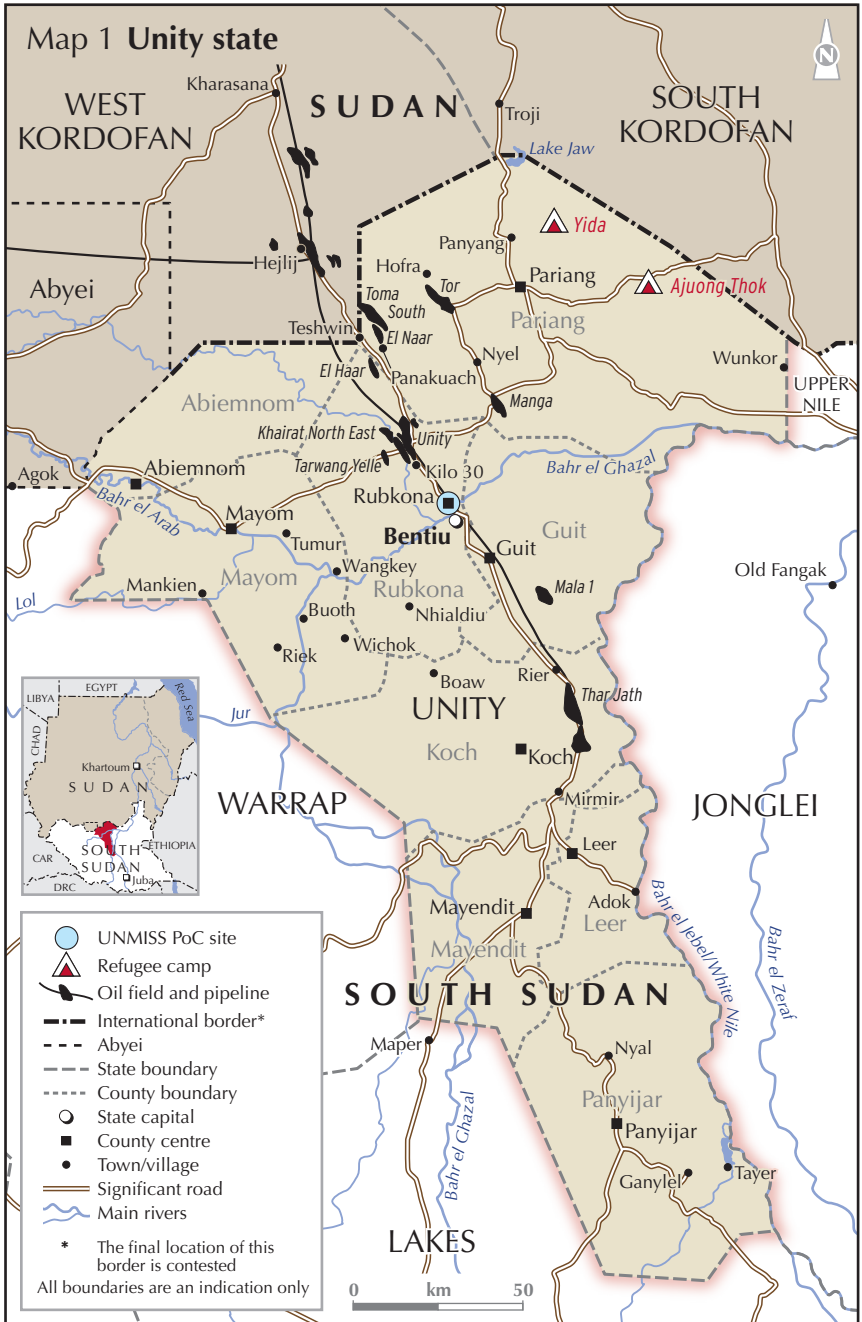 Map 1 Unity state
N
Kharasana
WEST
KORDOFAN
SUDAN
Troji
SOUTH
KORDOFAN
Lake Jaw
Yida
Panyang
Hejlij
Hofra
Tor
Pariang
Ajuong Thok
Abyei
Toma
South
Pariang
Teshwin
El Naar
Nyel
Wunkor
El Haar
Panakuach
UPPER
NILE
Abiemnom
Manga
Khairat North East
Unity
Tarwang Yelle
Kilo 30
Bahr el Ghazal
Agok
Abiemnom
Rubkona
Bahr el Arab
Mayom
Bentiu
Guit
Tumur
Guit
Wangkey
Old Fangak
Mayom
Rubkona
Mala 1
Mankien
Lol
Buoth
Nhialdiu
Wichok
Riek
Rier
Boaw
Thar Jath
UNITY
Jur
Koch
Koch
WARRAP
Mirmir
JONGLEI
Leer
Adok
Mayendit
Leer
Mayendit
Bahr el Jebel/White Nile
Bahr el Zeraf
SOUTH SUDAN
Maper
Nyal
Panyijar
Bahr el Ghazal
Panyijar
Ganylel
Tayer
LAKES
EGYPT
LIBYA
Red Sea
CHAD
Khartoum
SUDAN
SOUTH
SUDAN
ETHIOPIA
CAR
Juba
DRC
UNMISS PoC site
Refugee camp
Oil field and pipeline
International border*
Abyei
State boundary
County boundary
State capital
County centre
Town/village
Significant road
Main rivers
* The final location of this
border is contested
All boundaries are an indication only
0 km 50